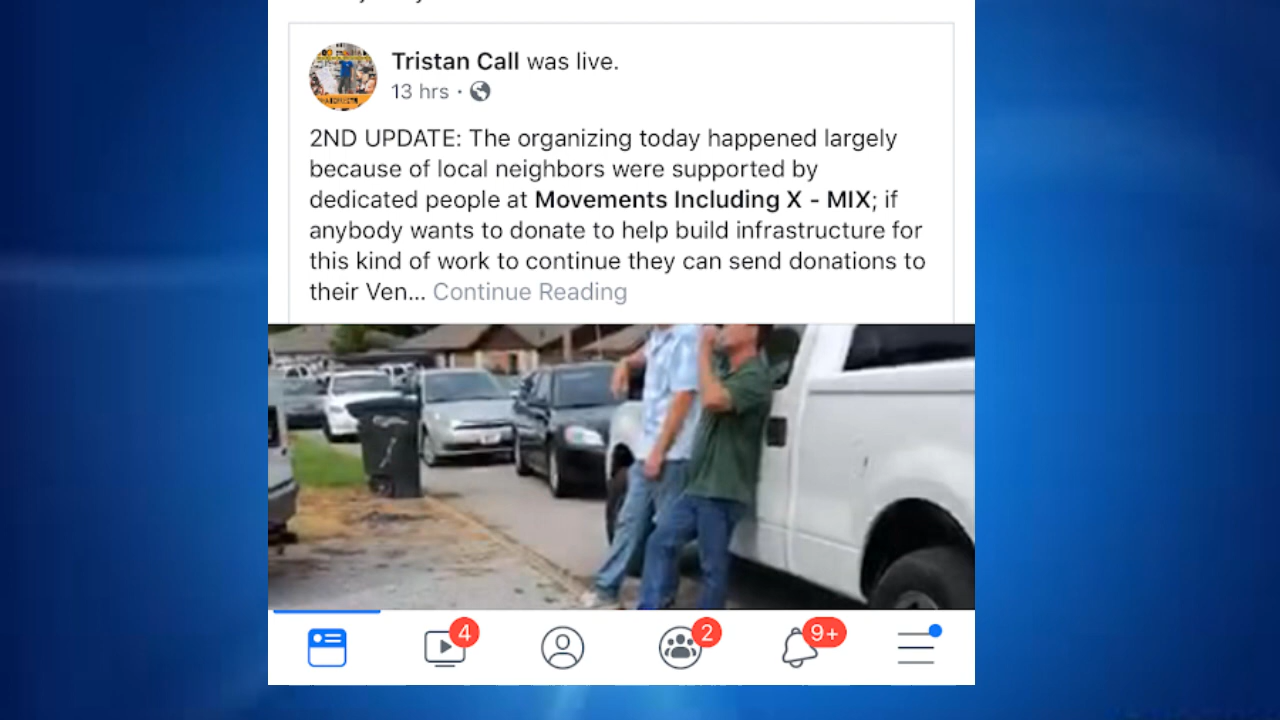 Tristan Call was live.
13 hrs ·
2ND UPDATE: The organizing today happened largely
because of local neighbors were supported by
dedicated people at Movements Including X - MIX; if
anybody wants to donate to help build infrastructure for
this kind of work to continue they can send donations to
their Ven... Continue Reading
4
2
9+